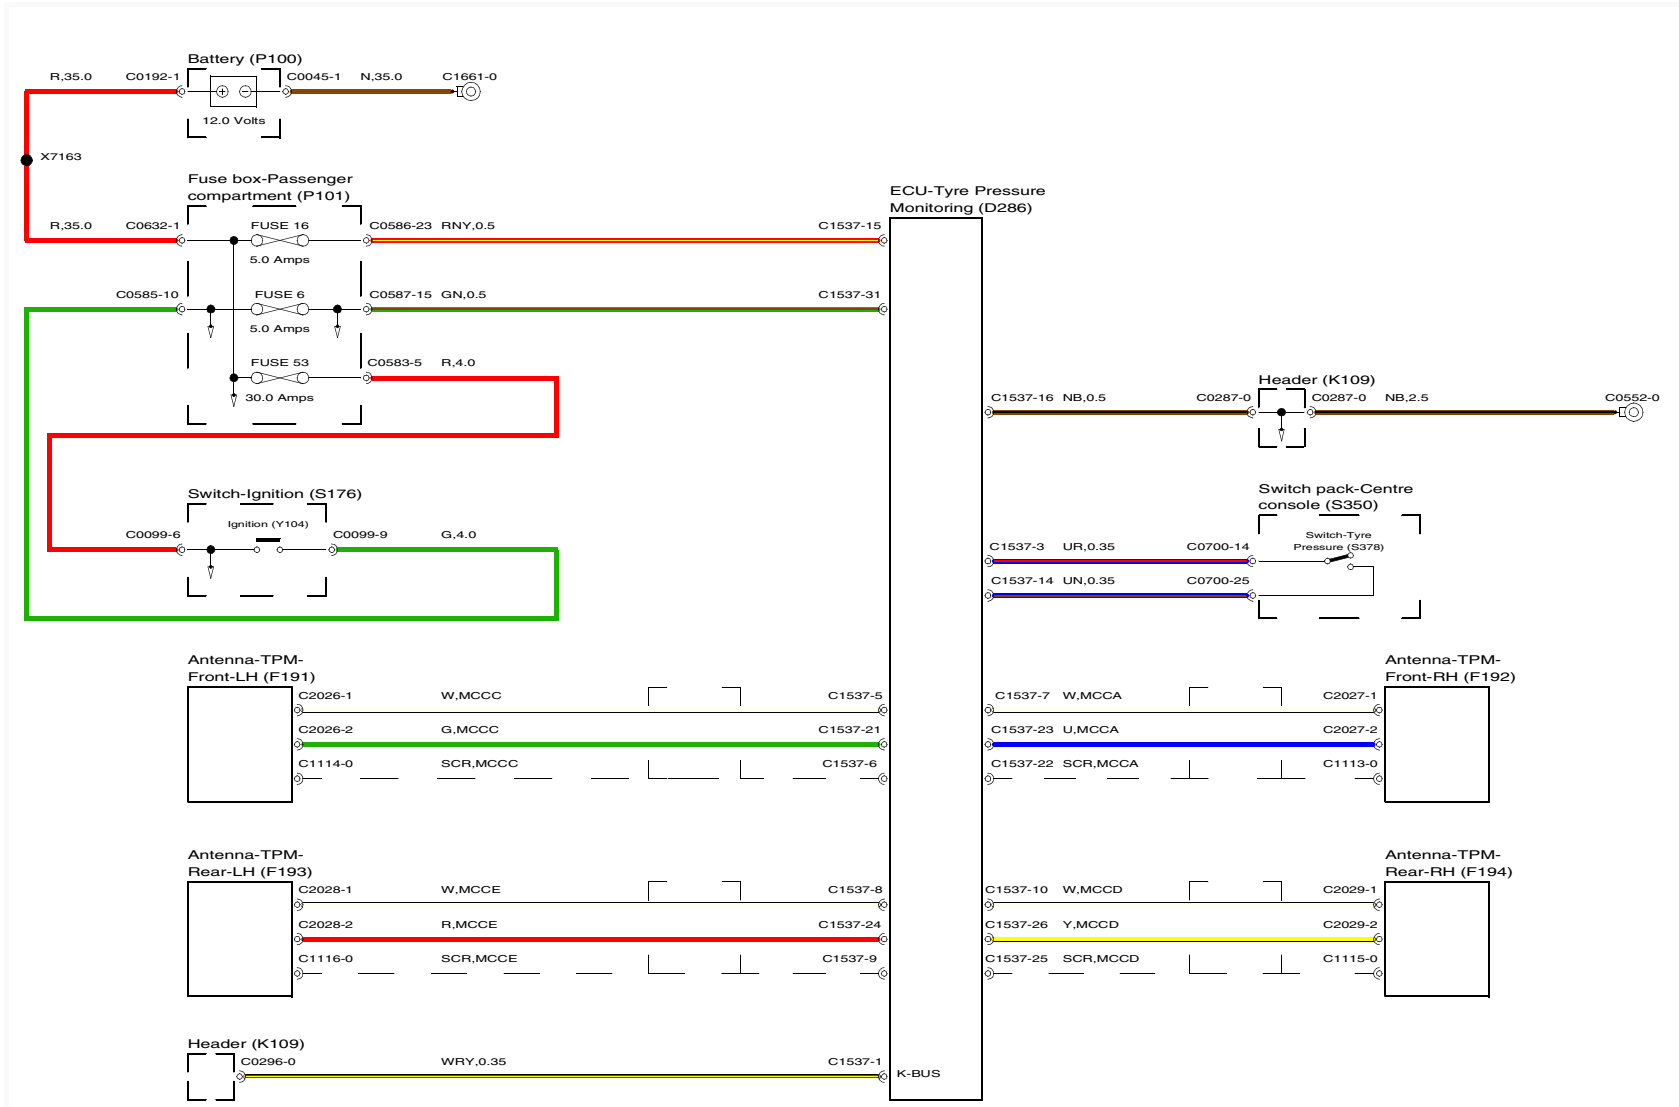 Battery (P100)
R,35.0 C0192-1 C0045-1 N,35.0 C1661-0
12.0 Volts
X7163
Fuse box-Passenger
compartment (P101)
ECU-Tyre Pressure
Monitoring (D286)
R,35.0 C0632-1 FUSE 16 C0586-23 RNY,0.5 C1537-15
5.0 Amps
C0585-10 FUSE 6 C0587-15 GN,0.5 C1537-31
5.0 Amps
FUSE 53 C0583-5 R,4.0
30.0 Amps
Header (K109)
C1537-16 NB,0.5 C0287-0 C0287-0 NB,2.5 C0552-0
Switch-Ignition (S176)
Ignition (Y104)
C0099-6 C0099-9 G,4.0
Switch pack-Centre
console (S350)
Switch-Tyre
Pressure (S378)
C1537-3 UR,0.35 C0700-14
C1537-14 UN,0.35 C0700-25
Antenna-TPM-
Front-LH (F191)
C2026-1 W,MCCC C1537-5
C2026-2 G,MCCC C1537-21
C1114-0 SCR,MCCC C1537-6
Antenna-TPM-
Front-RH (F192)
C1537-7 W,MCCA C2027-1
C1537-23 U,MCCA C2027-2
C1537-22 SCR,MCCA C1113-0
Antenna-TPM-
Rear-LH (F193)
C2028-1 W,MCCE C1537-8
C2028-2 R,MCCE C1537-24
C1116-0 SCR,MCCE C1537-9
Antenna-TPM-
Rear-RH (F194)
C1537-10 W,MCCD C2029-1
C1537-26 Y,MCCD C2029-2
C1537-25 SCR,MCCD C1115-0
Header (K109)
C0296-0 WRY,0.35 C1537-1
K-BUS